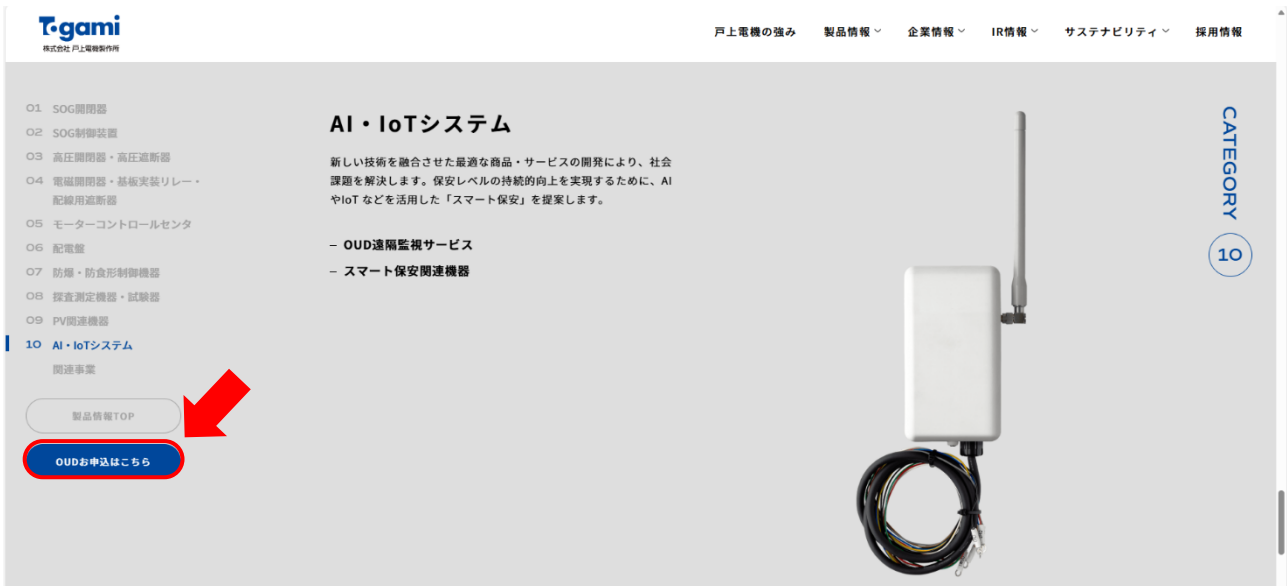 Togami
株式会社 戸上電機製作所
戸上電機の強み 製品情報 企業情報 IR情報 サステナビリティ 採用情報
01 SOG開閉器
02 SOG制御装置
03 高圧開閉器・高圧遮断器
04 電磁開閉器・基板実装リレー・
配線用遮断器
05 モーターコントロールセンタ
06 配電盤
07 防爆・防食形制御機器
08 探査測定機器・試験器
09 PV関連機器
10 AI・IoTシステム
関連事業
製品情報TOP
OUDお申込はこちら
AI・IoTシステム
新しい技術を融合させた最適な商品・サービスの開発により、社会
課題を解決します。保安レベルの持続的向上を実現するために、AI
やIoT などを活用した「スマート保安」を提案します。
– OUD遠隔監視サービス
– スマート保安関連機器
CATEGORY
10